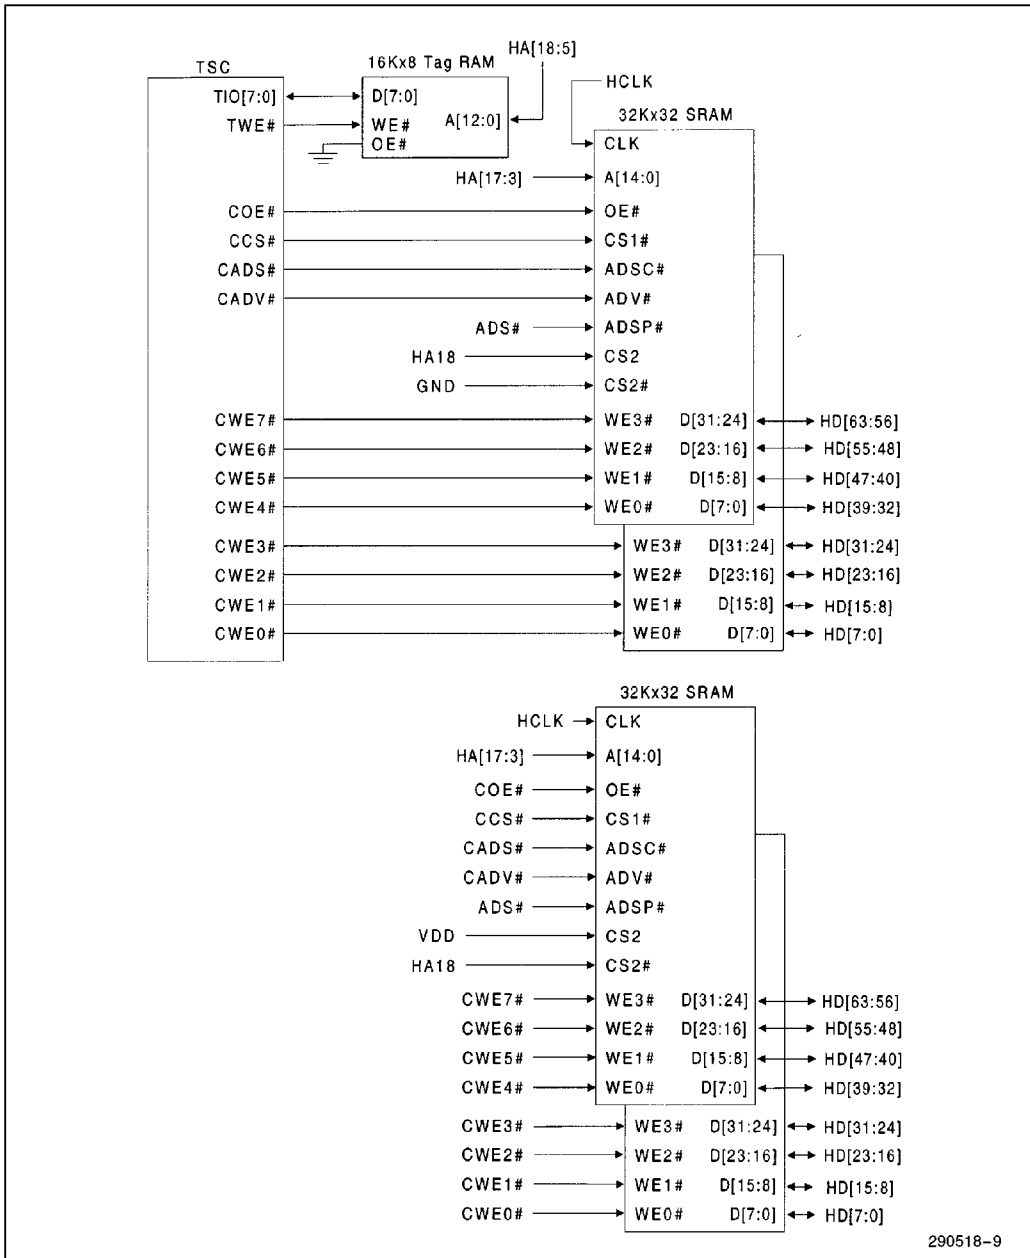 TSC
16Kx8 Tag RAM
HA[18:5]
TIO[7:0] D[7:0]
TWE# WE# A[12:0]
OE#
HCLK
32Kx32 SRAM
CLK
HA[17:3] A[14:0]
COE# OE#
CCS# CS1#
CADS# ADSC#
CADV# ADV#
ADS# ADSP#
HA18 CS2
GND CS2#
CWE7# WE3# D[31:24] HD[63:56]
CWE6# WE2# D[23:16] HD[55:48]
CWE5# WE1# D[15:8] HD[47:40]
CWE4# WE0# D[7:0] HD[39:32]
CWE3# WE3# D[31:24] HD[31:24]
CWE2# WE2# D[23:16] HD[23:16]
CWE1# WE1# D[15:8] HD[15:8]
CWE0# WE0# D[7:0] HD[7:0]
32Kx32 SRAM
HCLK CLK
HA[17:3] A[14:0]
COE# OE#
CCS# CS1#
CADS# ADSC#
CADV# ADV#
ADS# ADSP#
VDD CS2
HA18 CS2#
CWE7# WE3# D[31:24] HD[63:56]
CWE6# WE2# D[23:16] HD[55:48]
CWE5# WE1# D[15:8] HD[47:40]
CWE4# WE0# D[7:0] HD[39:32]
CWE3# WE3# D[31:24] HD[31:24]
CWE2# WE2# D[23:16] HD[23:16]
CWE1# WE1# D[15:8] HD[15:8]
CWE0# WE0# D[7:0] HD[7:0]
290518-9